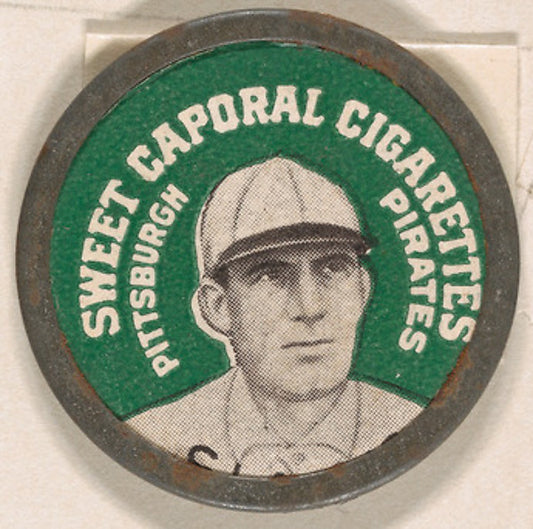 SWEET CAPORAL CIGARETTES
PITTSBURGH
PIRATES
S